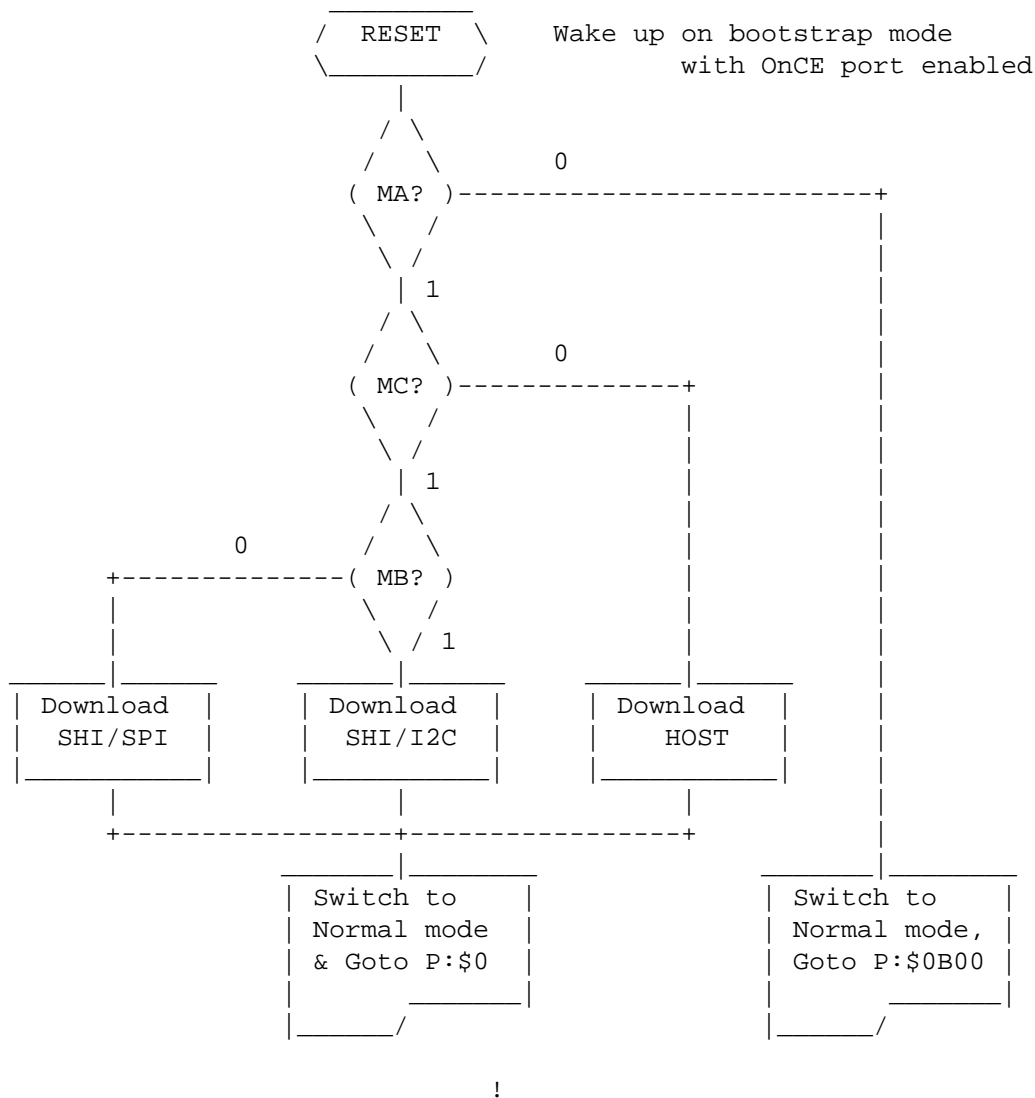 RESET Wake up on bootstrap mode
with OnCE port enabled
0
MA?
1
0
MC?
1
0
MB?
1
Download Download Download
SHI/SPI SHI/I2C HOST
Switch to Switch to
Normal mode Normal mode,
& Goto P:$0 Goto P:$0B00
!